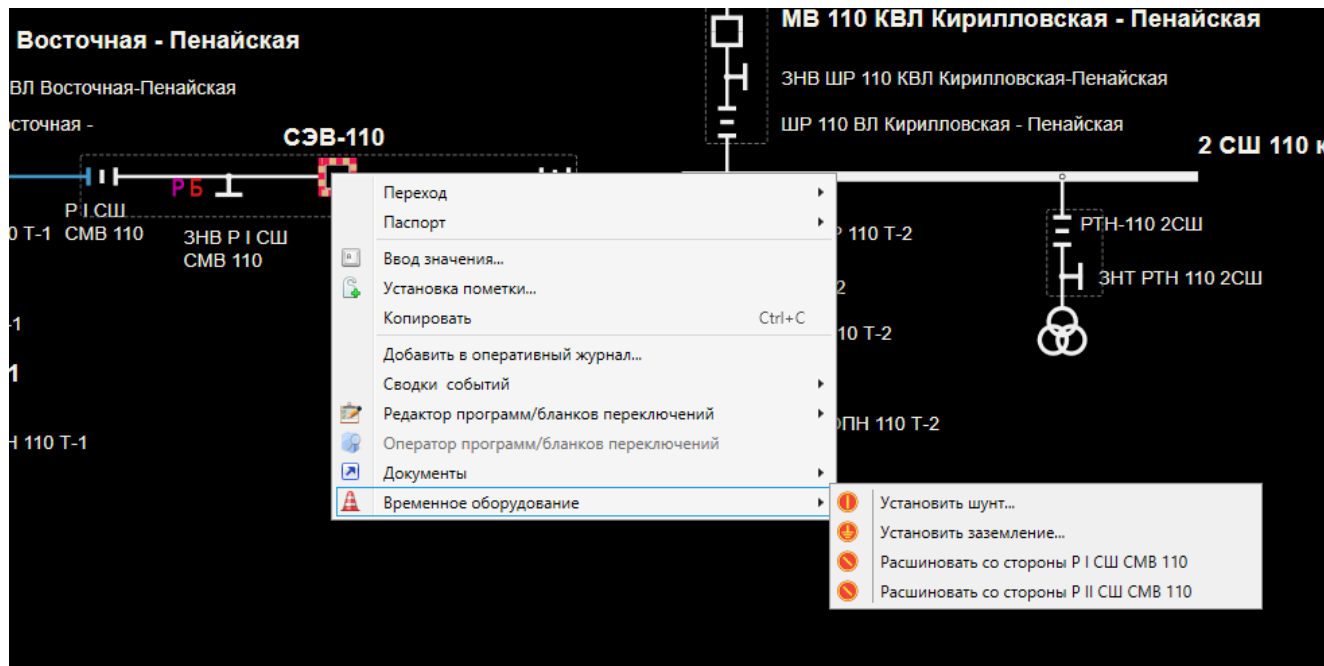 МВ 110 КВЛ Кирилловская - Пенайская
Восточная - Пенайская
ЗНВ ШР 110 КВЛ Кирилловская-Пенайская
ВЛ Восточная-Пенайская
ШР 110 ВЛ Кирилловская - Пенайская
сточная -
СЭВ-110
2 СШ 110 к
Р Б
Р I СШ
СМВ 110
0 Т-1
ЗНВ Р I СШ
СМВ 110
Переход
Паспорт
Ввод значения...
Установка пометки...
Копировать Ctrl+C
Добавить в оперативный журнал...
Сводки событий
Редактор программ/бланков переключений
Оператор программ/бланков переключений
Документы
Временное оборудование
110 Т-2
РТН-110 2СШ
2
ЗНТ РТН 110 2СШ
-1
10 Т-2
1
ПН 110 Т-2
110 Т-1
Установить шунт...
Установить заземление...
Расшиновать со стороны Р I СШ СМВ 110
Расшиновать со стороны Р II СШ СМВ 110